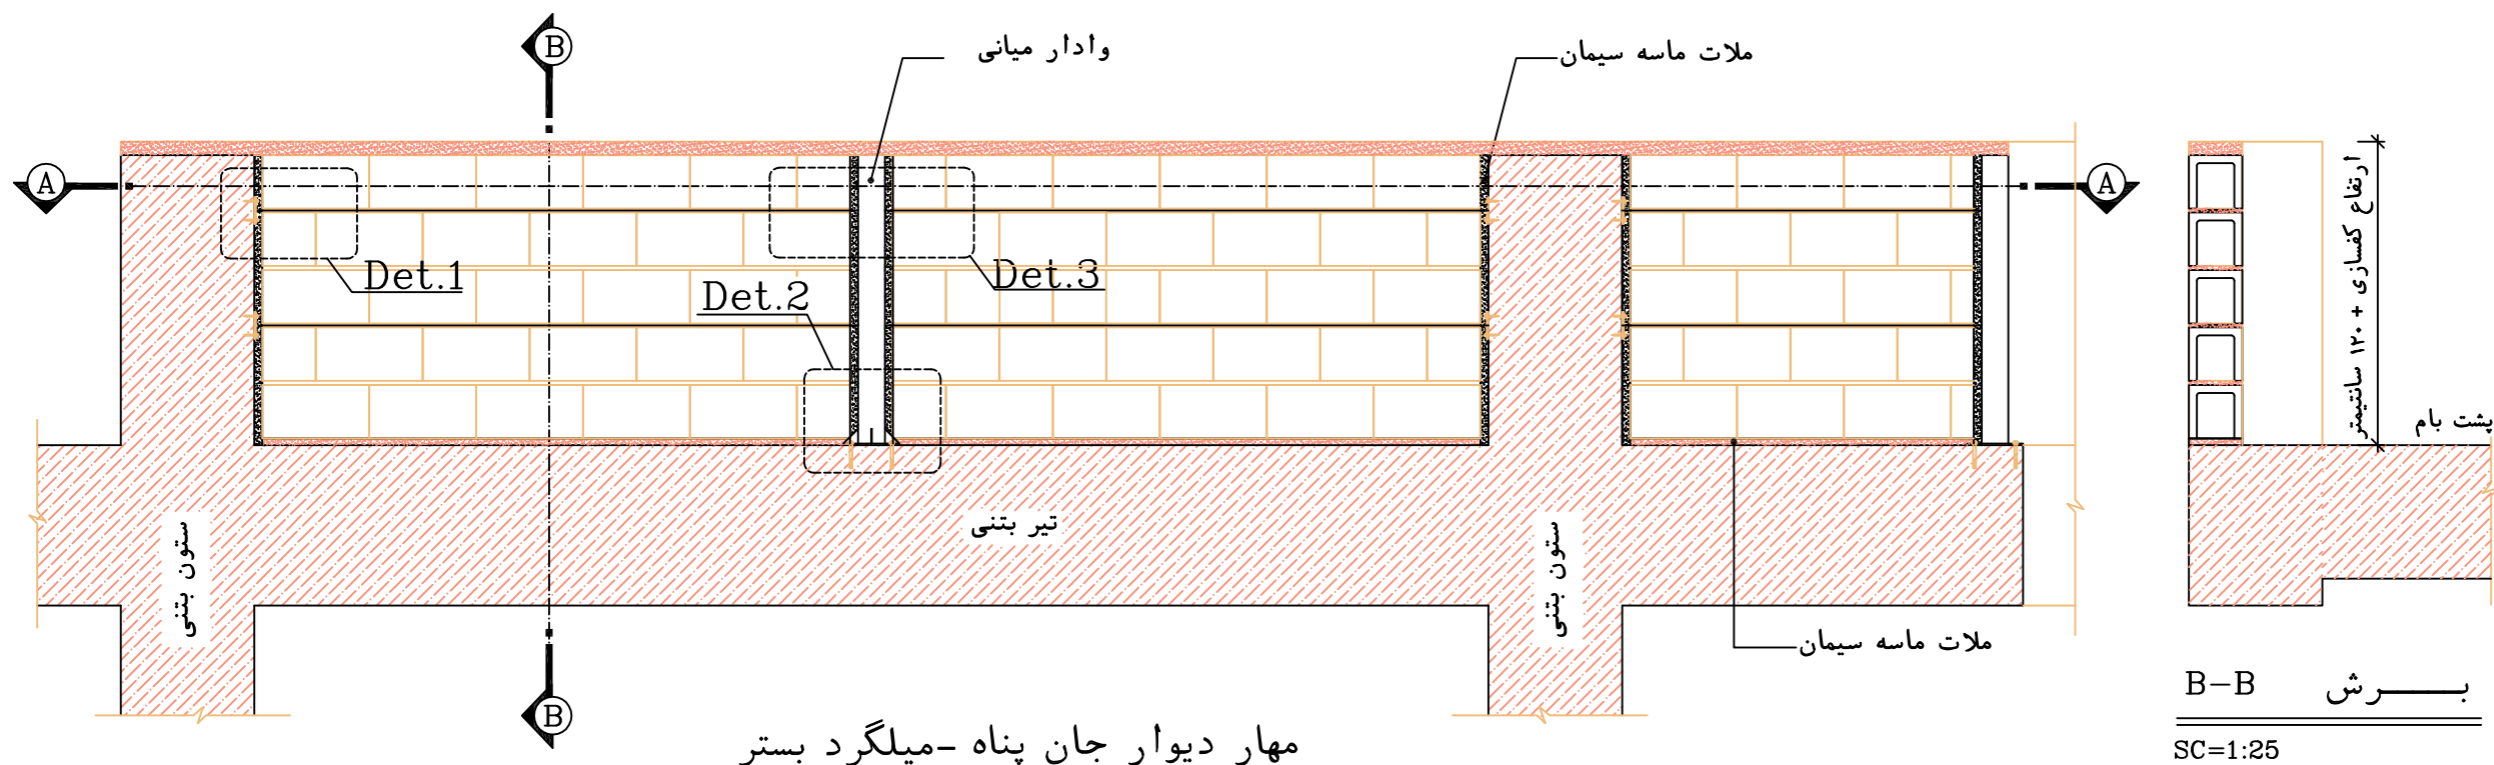 B
وادار میانی
ملات ماسه سیمان
A
A
Det.1
Det.2
Det.3
ارتفاع کفسازی + ۱۲۰ سانتیمتر
پشت بام
تیر بتنی
ستون بتنی
ستون بتنی
ملات ماسه سیمان
B
مهار دیوار جان پناه -میلگرد بستر
برش B-B
SC=1:25